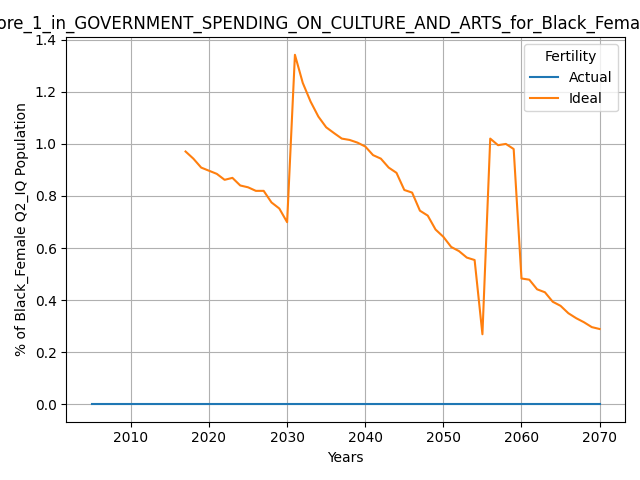 ore_1_in_GOVERNMENT_SPENDING_ON_CULTURE_AND_ARTS_for_Black_Fema
1.4
1.2
1.0
0.8
0.6
0.4
0.2
0.0
% of Black_Female Q2_IQ Population
Fertility
Actual
Ideal
2010 2020 2030 2040 2050 2060 2070
Years